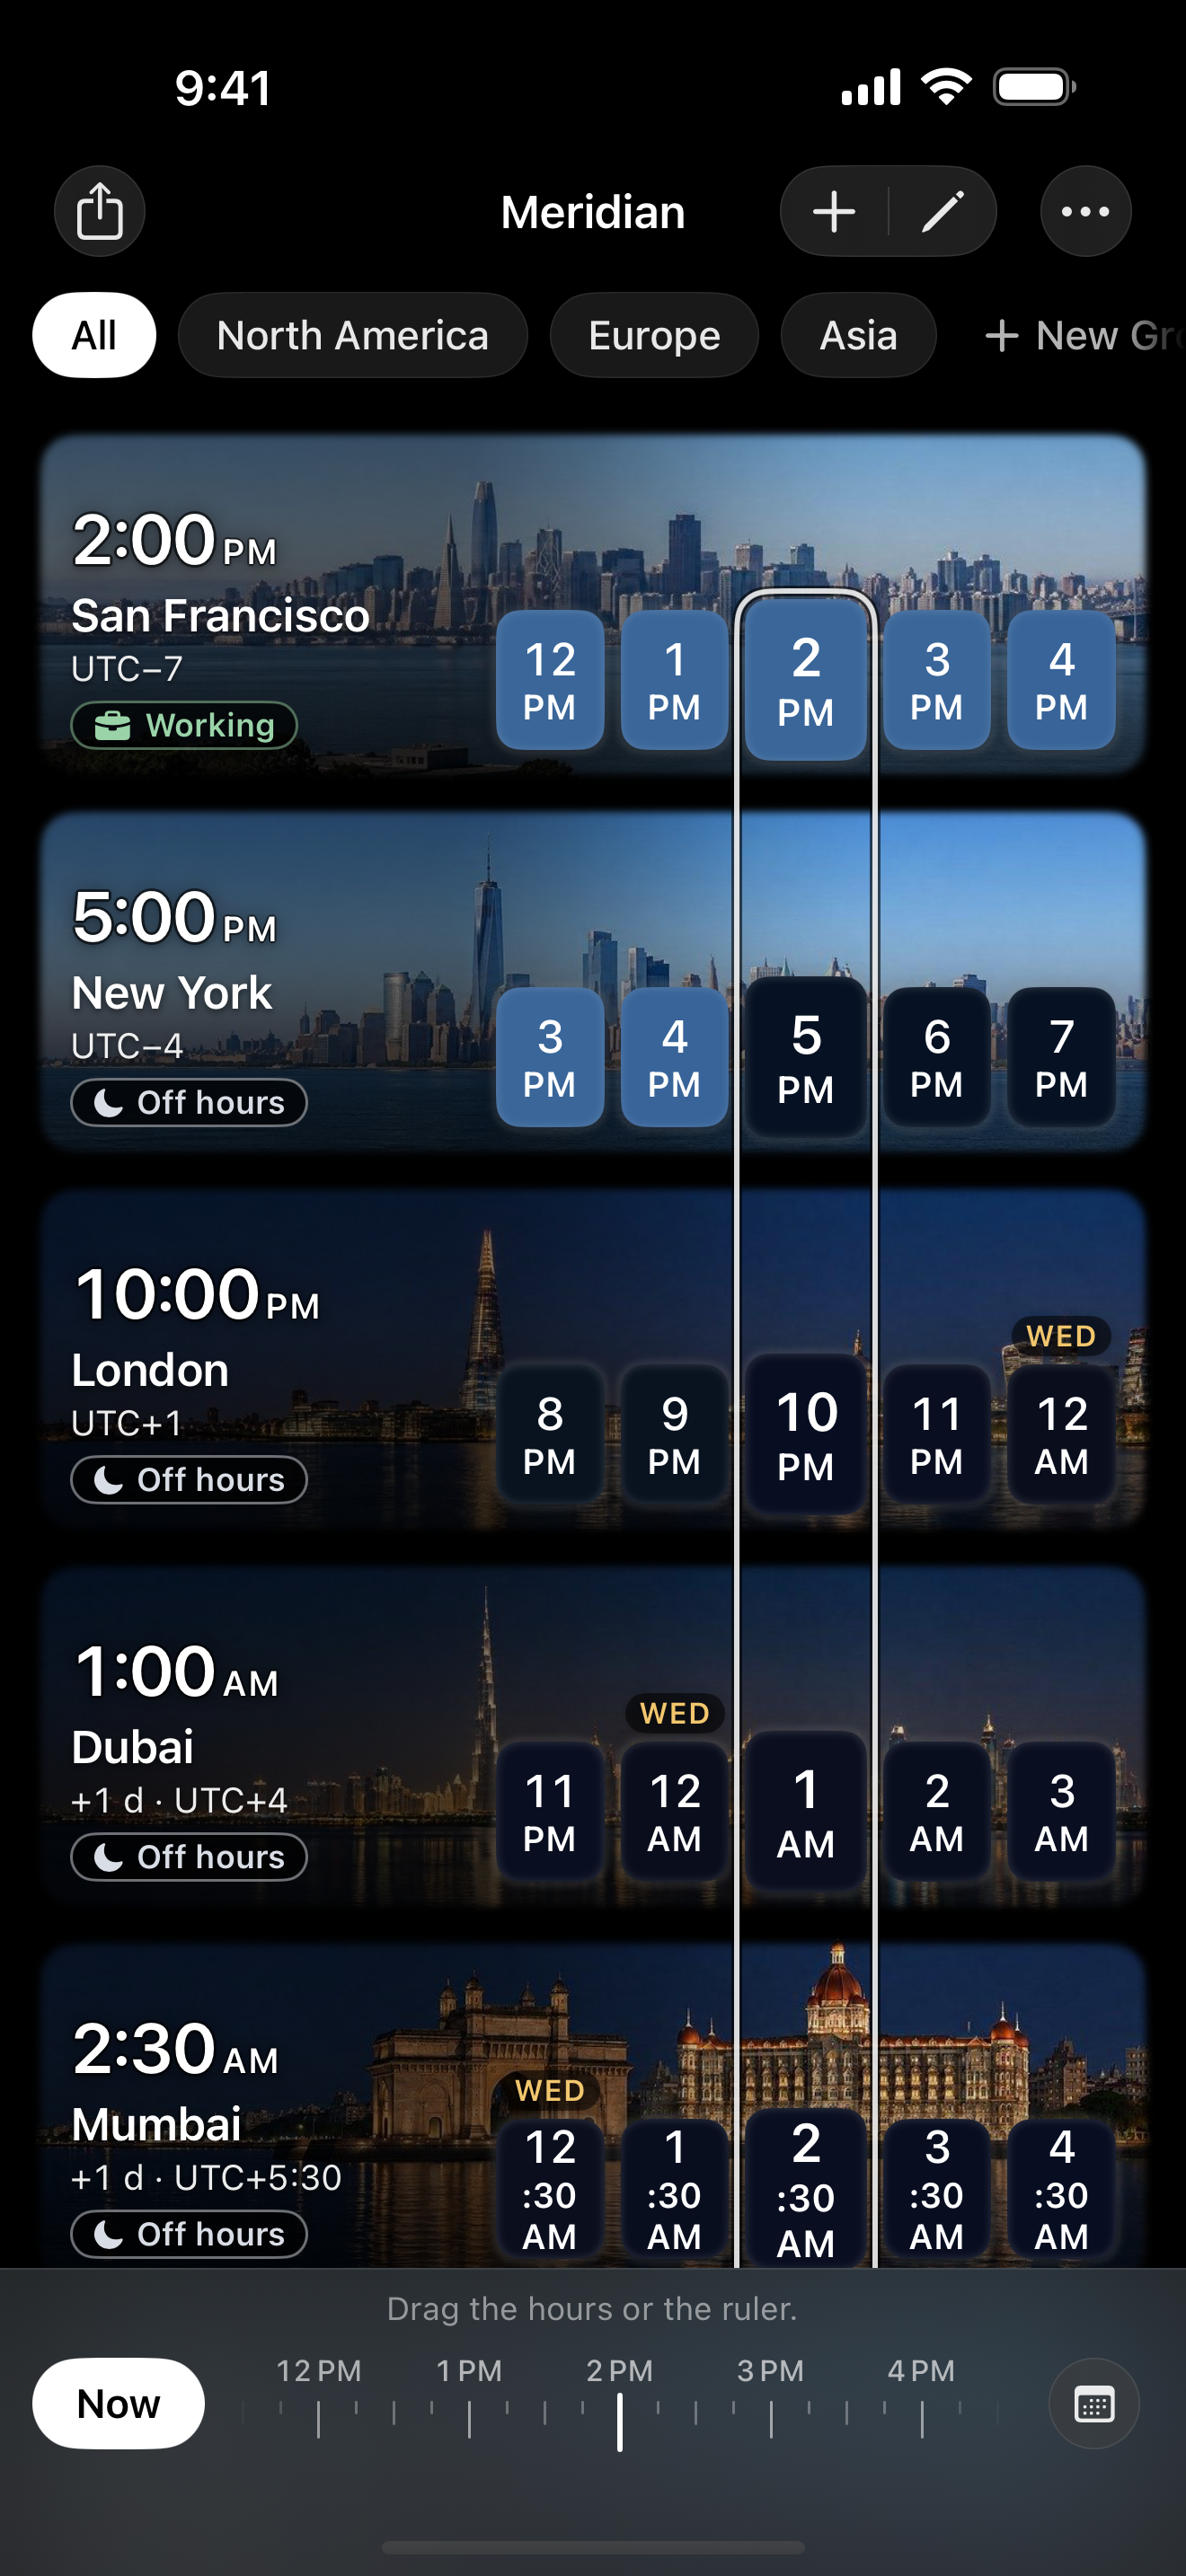 9:41
Meridian
All
North America
Europe
Asia
+ New Gr
2:00 PM
San Francisco
UTC−7
Working
12 PM
1 PM
2 PM
3 PM
4 PM
5:00 PM
New York
UTC−4
Off hours
3 PM
4 PM
5 PM
6 PM
7 PM
10:00 PM
London
UTC+1
Off hours
WED
8 PM
9 PM
10 PM
11 PM
12 AM
1:00 AM
Dubai
+1 d · UTC+4
Off hours
WED
11 PM
12 AM
1 AM
2 AM
3 AM
2:30 AM
Mumbai
+1 d · UTC+5:30
Off hours
WED
12 :30 AM
1 :30 AM
2 :30 AM
3 :30 AM
4 :30 AM
Drag the hours or the ruler.
Now
12 PM
1 PM
2 PM
3 PM
4 PM